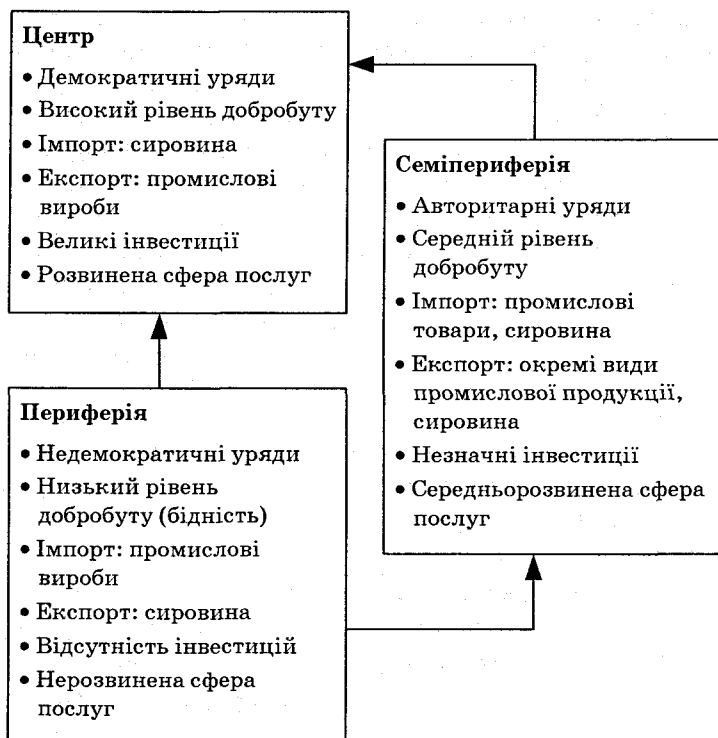 Центр
• Демократичні уряди
• Високий рівень добробуту
• Імпорт: сировина
• Експорт: промислові
вироби
• Великі інвестиції
• Розвинена сфера послуг
Семіпериферія
• Авторитарні уряди
• Середній рівень
добробуту
• Імпорт: промислові
товари, сировина
• Експорт: окремі види
промислової продукції,
сировина
• Незначні інвестиції
• Середньорозвинена сфера
послуг
Периферія
• Недемократичні уряди
• Низький рівень
добробуту (бідність)
• Імпорт: промислові
вироби
• Експорт: сировина
• Відсутність інвестицій
• Нерозвинена сфера
послуг